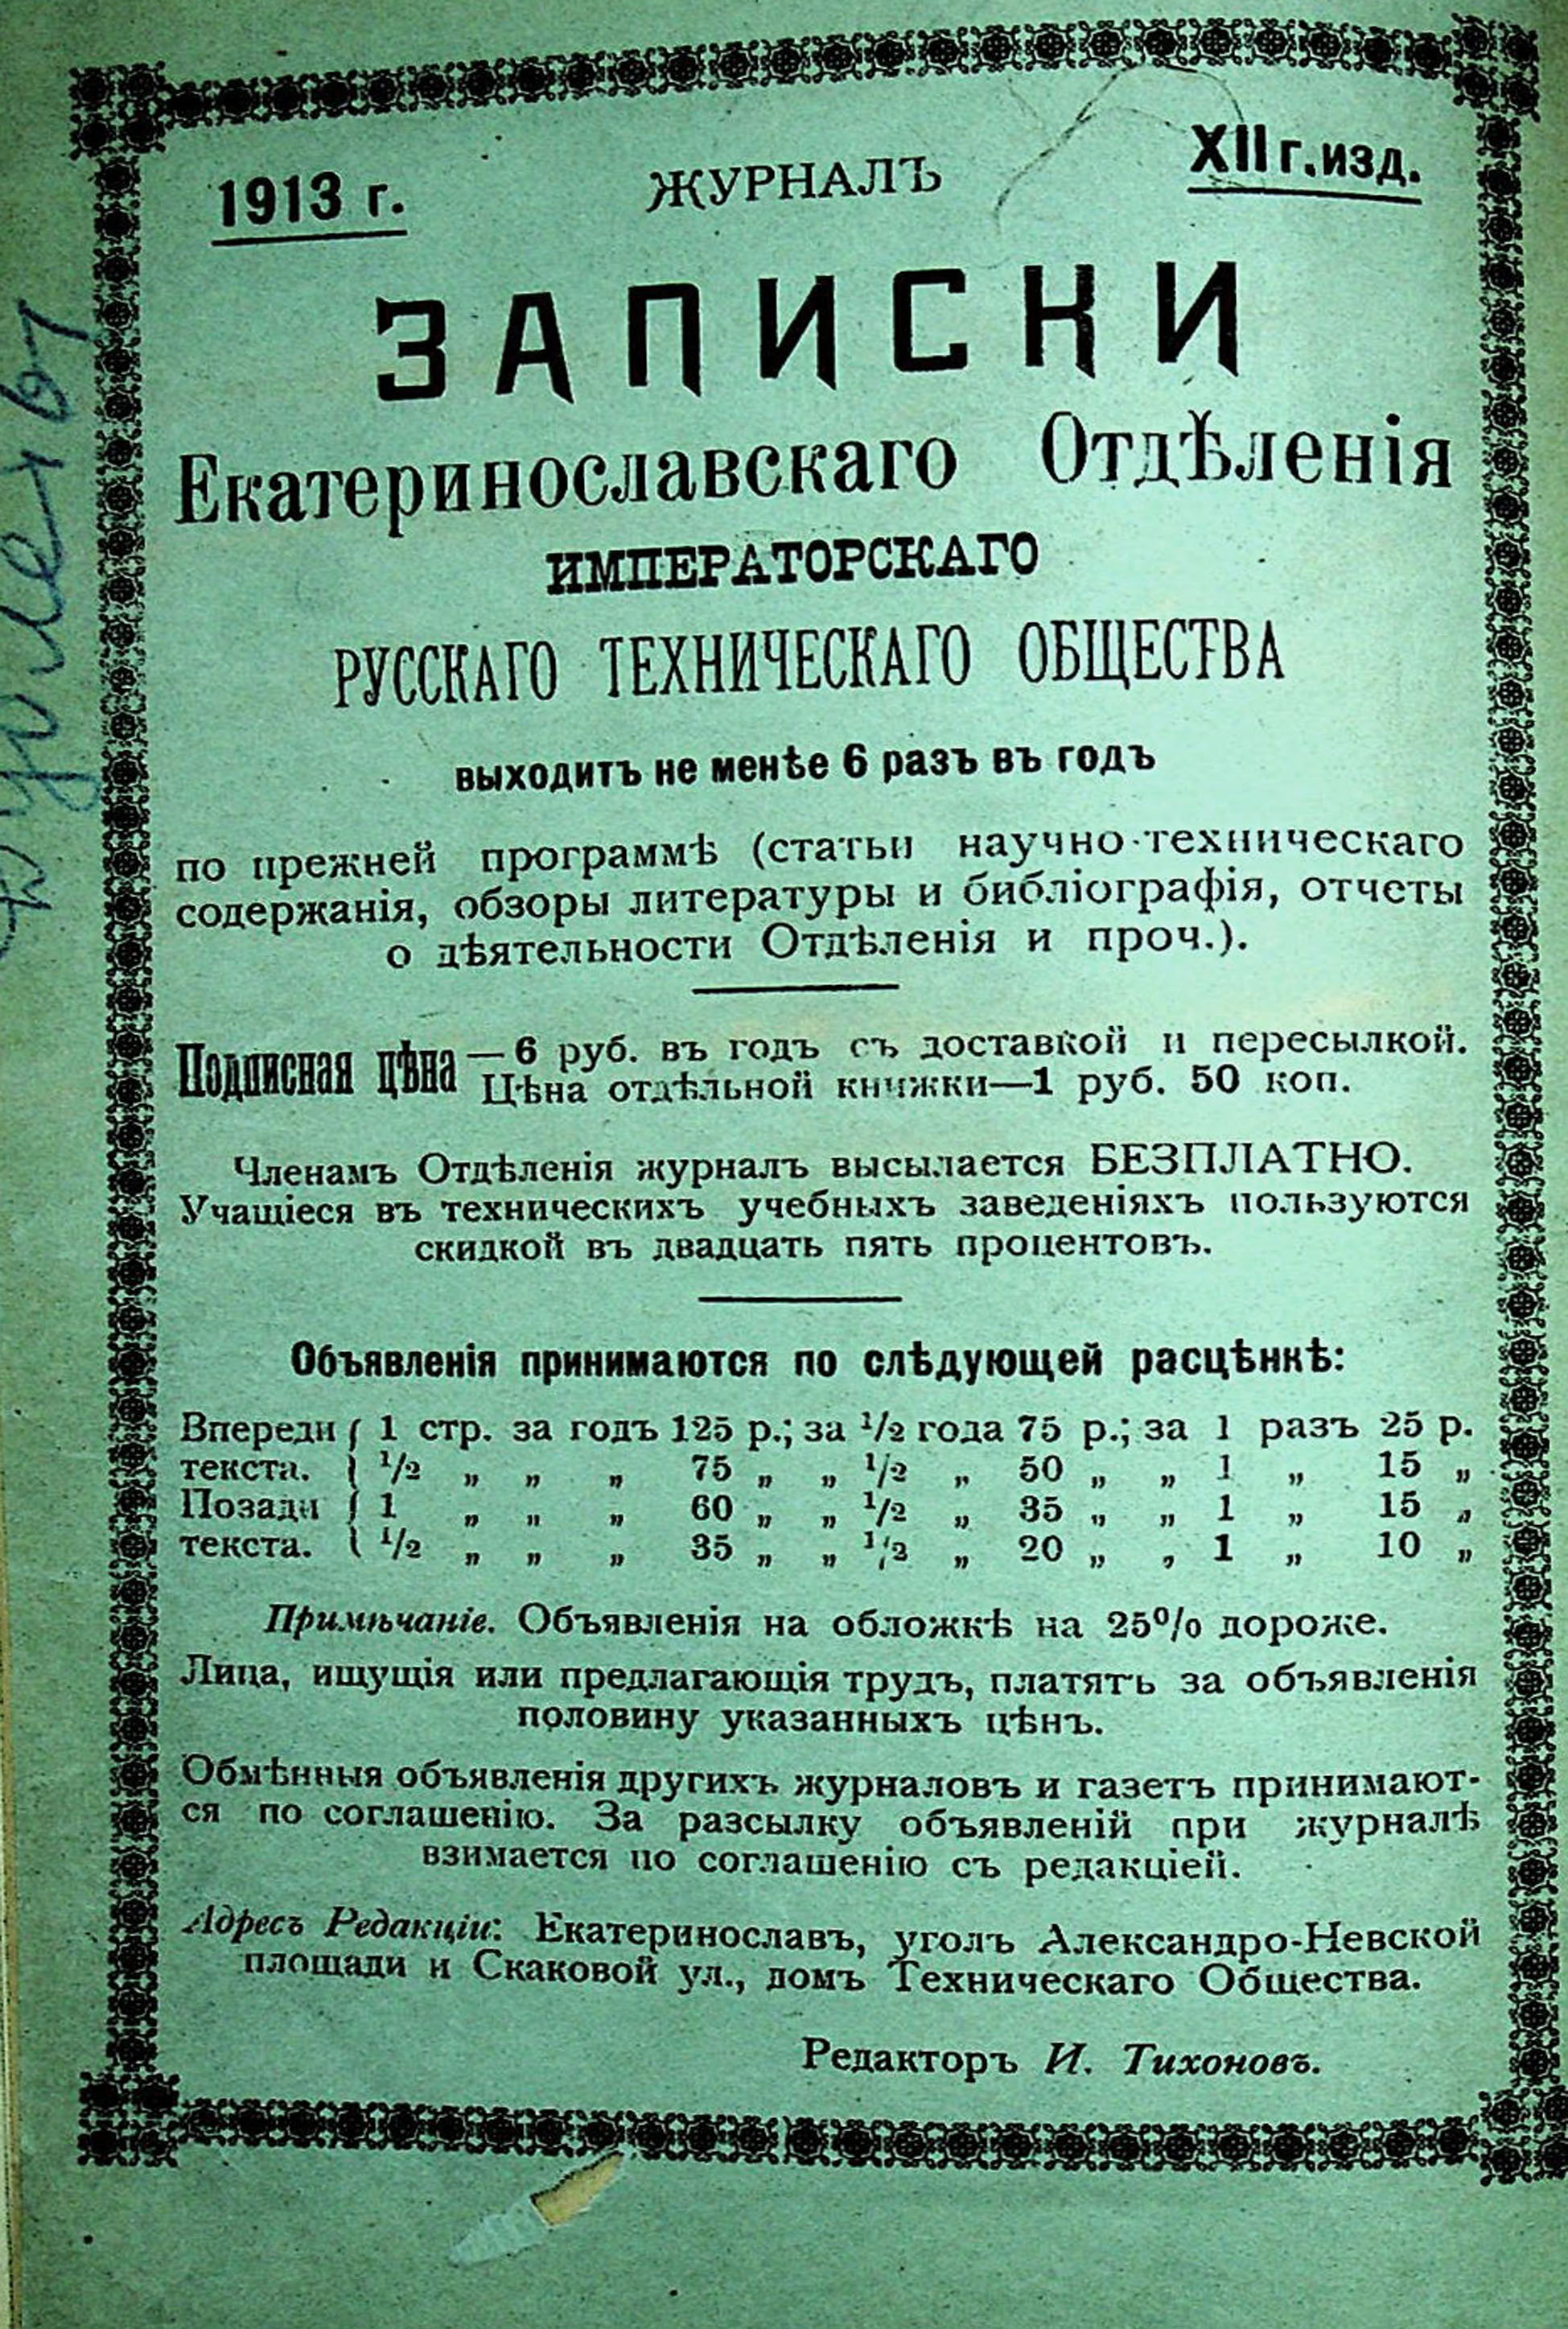 1913 г.
ЖУРНАЛЪ
XII г. изд.
ЗАПИСКИ
Екатеринославскаго Отдѣленія
ИМПЕРАТОРСКАГО
РУССКАГО ТЕХНИЧЕСКАГО ОБЩЕСТВА
выходитъ не менѣе 6 разъ въ годъ
по прежней программѣ (статьи научно-техническаго
содержанія, обзоры литературы и библіографія, отчеты
о дѣятельности Отдѣленія и проч.).
Подписная цѣна — 6 руб. въ годъ съ доставкой и пересылкой.
Цѣна отдѣльной книжки—1 руб. 50 коп.
Членамъ Отдѣленія журналъ высылается БЕЗПЛАТНО.
Учащіеся въ техническихъ учебныхъ заведеніяхъ пользуются
скидкой въ двадцать пять процентовъ.
Объявленія принимаются по слѣдующей расцѣнкѣ:
Впереди { 1 стр. за годъ 125 р.; за 1/2 года 75 р.; за 1 разъ 25 р.
текста. { 1/2 „ „ „ 75 „ „ 1/2 „ 50 „ „ 1 „ 15 „
Позади { 1 „ „ „ 60 „ „ 1/2 „ 35 „ „ 1 „ 15 „
текста. { 1/2 „ „ „ 35 „ „ 1/2 „ 20 „ „ 1 „ 10 „
Примѣчаніе. Объявленія на обложкѣ на 25% дороже.
Лица, ищущія или предлагающія трудъ, платятъ за объявленія
половину указанныхъ цѣнъ.
Обмѣнныя объявленія другихъ журналовъ и газетъ принимают-
ся по соглашенію. За разсылку объявленій при журналѣ
взимается по соглашенію съ редакціей.
Адресъ Редакціи: Екатеринославъ, уголъ Александро-Невской
площади и Скаковой ул., домъ Техническаго Общества.
Редакторъ И. Тихоновъ.